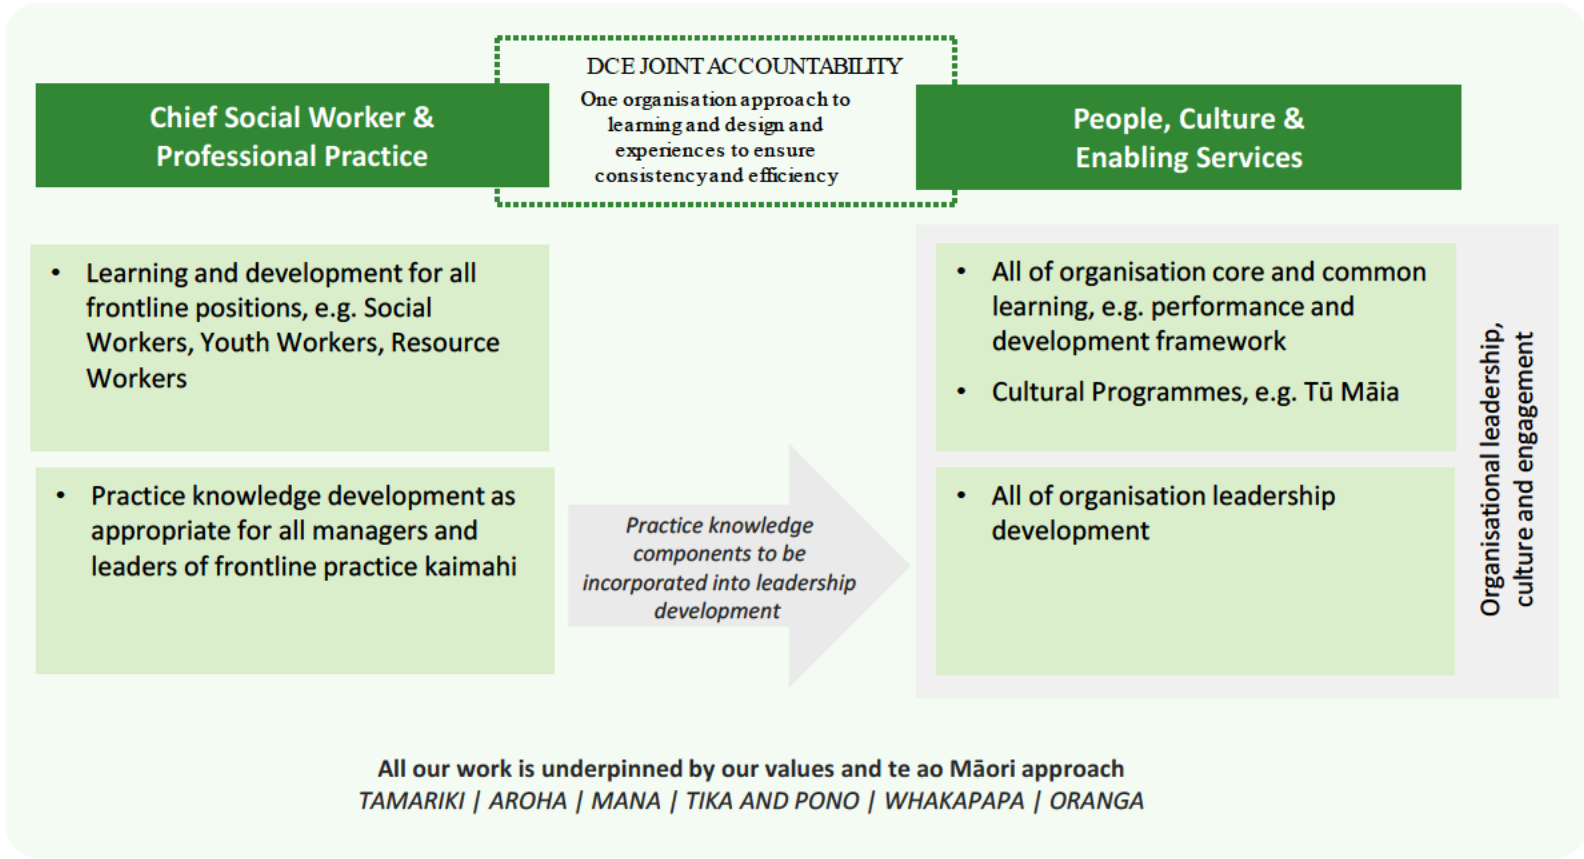 DCE JOINT ACCOUNTABILITY
One organisation approach to
learning and design and
experiences to ensure
consistency and efficiency
Chief Social Worker &
Professional Practice
People, Culture &
Enabling Services
• Learning and development for all
frontline positions, e.g. Social
Workers, Youth Workers, Resource
Workers
• Practice knowledge development as
appropriate for all managers and
leaders of frontline practice kaimahi
Practice knowledge
components to be
incorporated into leadership
development
• All of organisation core and common
learning, e.g. performance and
development framework
• Cultural Programmes, e.g. Tū Māia
• All of organisation leadership
development
Organisational leadership,
culture and engagement
All our work is underpinned by our values and te ao Māori approach
TAMARIKI | AROHA | MANA | TIKA AND PONO | WHAKAPAPA | ORANGA